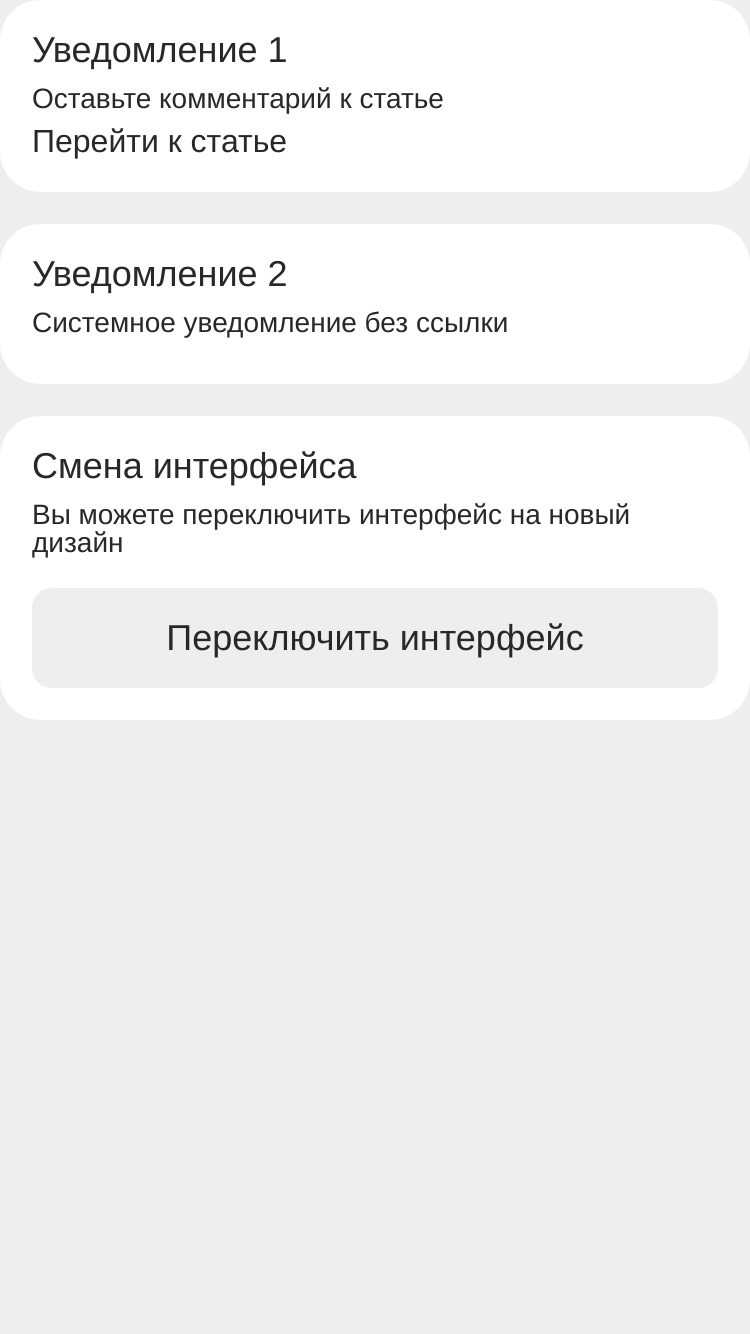 Уведомление 1
Оставьте комментарий к статье
Перейти к статье
Уведомление 2
Системное уведомление без ссылки
Смена интерфейса
Вы можете переключить интерфейс на новый
дизайн
Переключить интерфейс